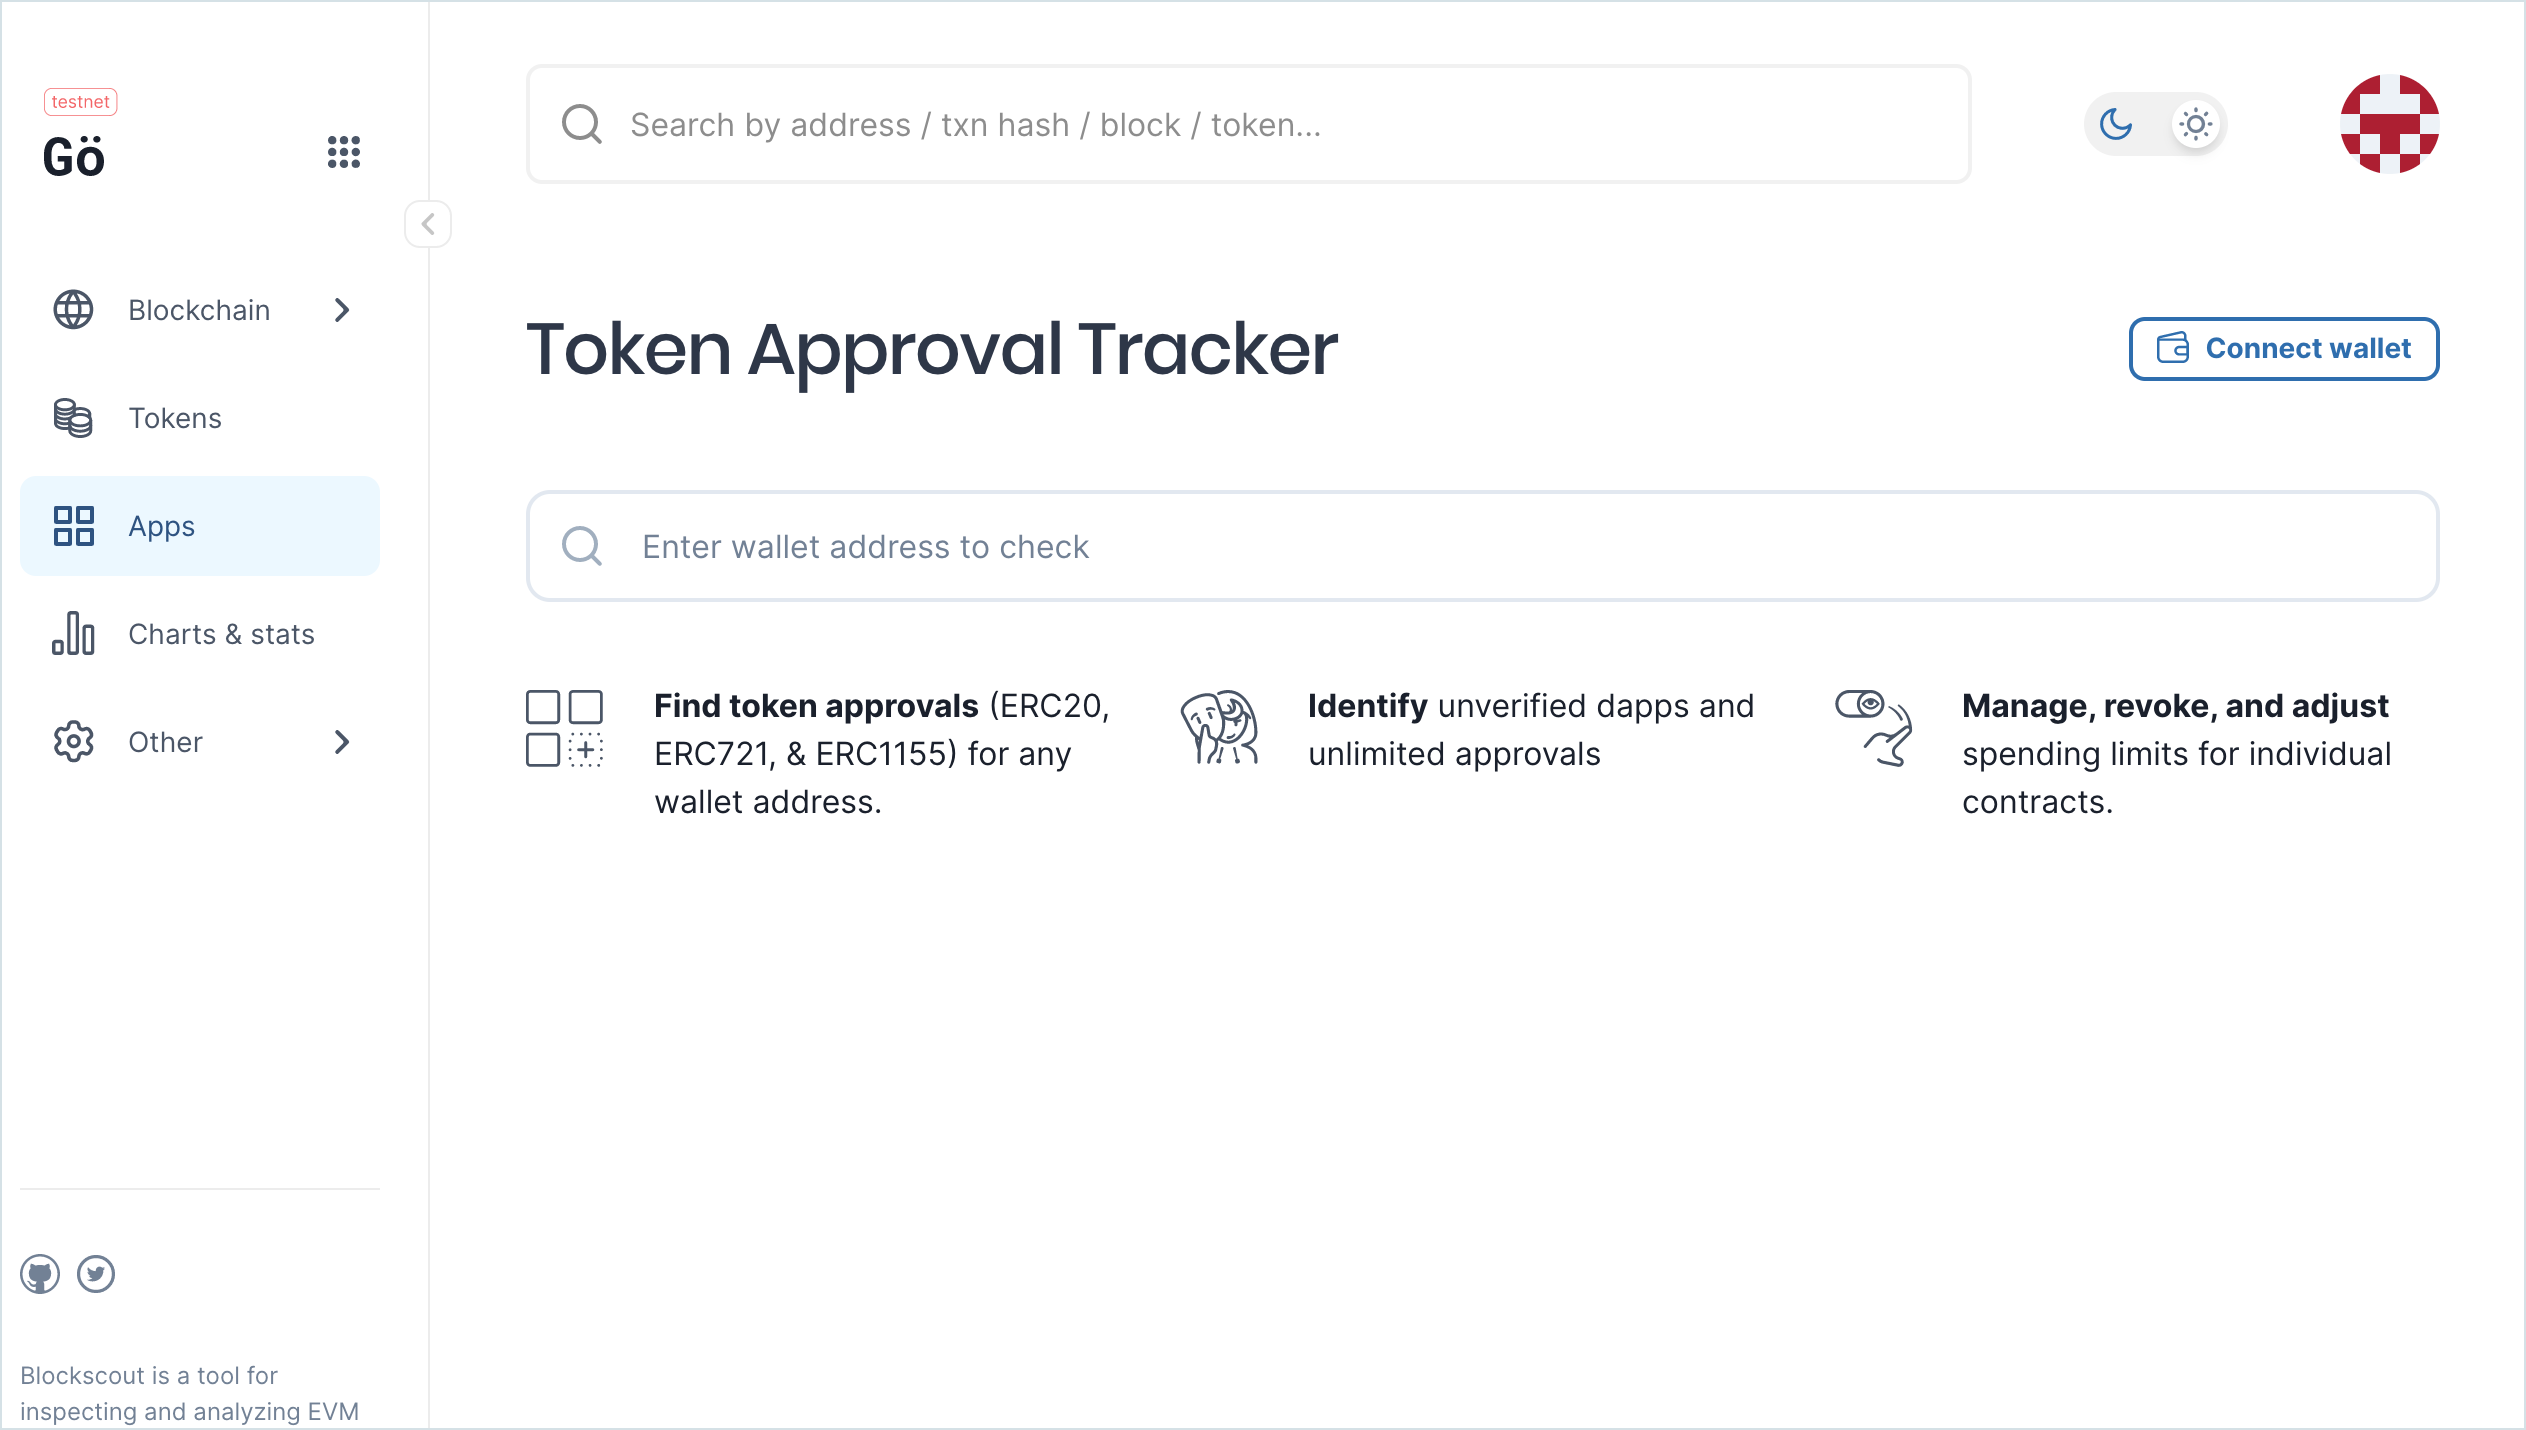 testnet
Gö
Search by address / txn hash / block / token...
Blockchain
Tokens
Apps
Charts & stats
Other
Token Approval Tracker
Connect wallet
Enter wallet address to check
Find token approvals (ERC20,
ERC721, & ERC1155) for any
wallet address.
Identify unverified dapps and
unlimited approvals
Manage, revoke, and adjust
spending limits for individual
contracts.
Blockscout is a tool for
inspecting and analyzing EVM